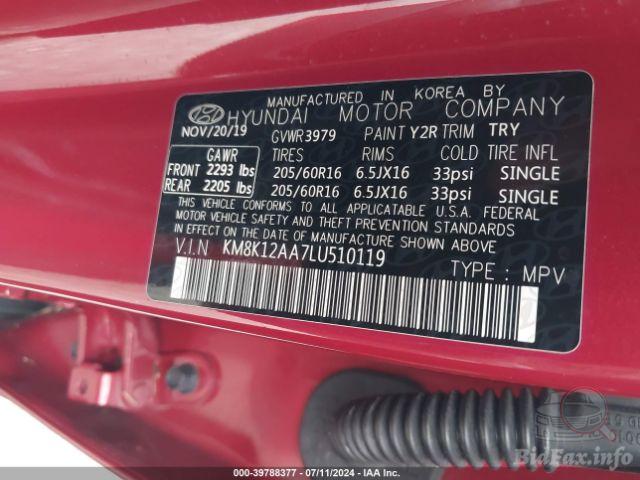 MANUFACTURED IN KOREA BY
HYUNDAI MOTOR COMPANY
NOV/20/19 GVWR3979 PAINT Y2R TRIM TRY
GAWR TIRES RIMS COLD TIRE INFL
FRONT 2293 lbs 205/60R16 6.5JX16 33psi SINGLE
REAR 2205 lbs 205/60R16 6.5JX16 33psi SINGLE
THIS VEHICLE CONFORMS TO ALL APPLICABLE U.S.A. FEDERAL
MOTOR VEHICLE SAFETY AND THEFT PREVENTION STANDARDS
IN EFFECT ON THE DATE OF MANUFACTURE SHOWN ABOVE.
V.I.N KM8K12AA7LU510119
TYPE : MPV
BidFax.info
000-39788377 - 07/11/2024 - IAA Inc.